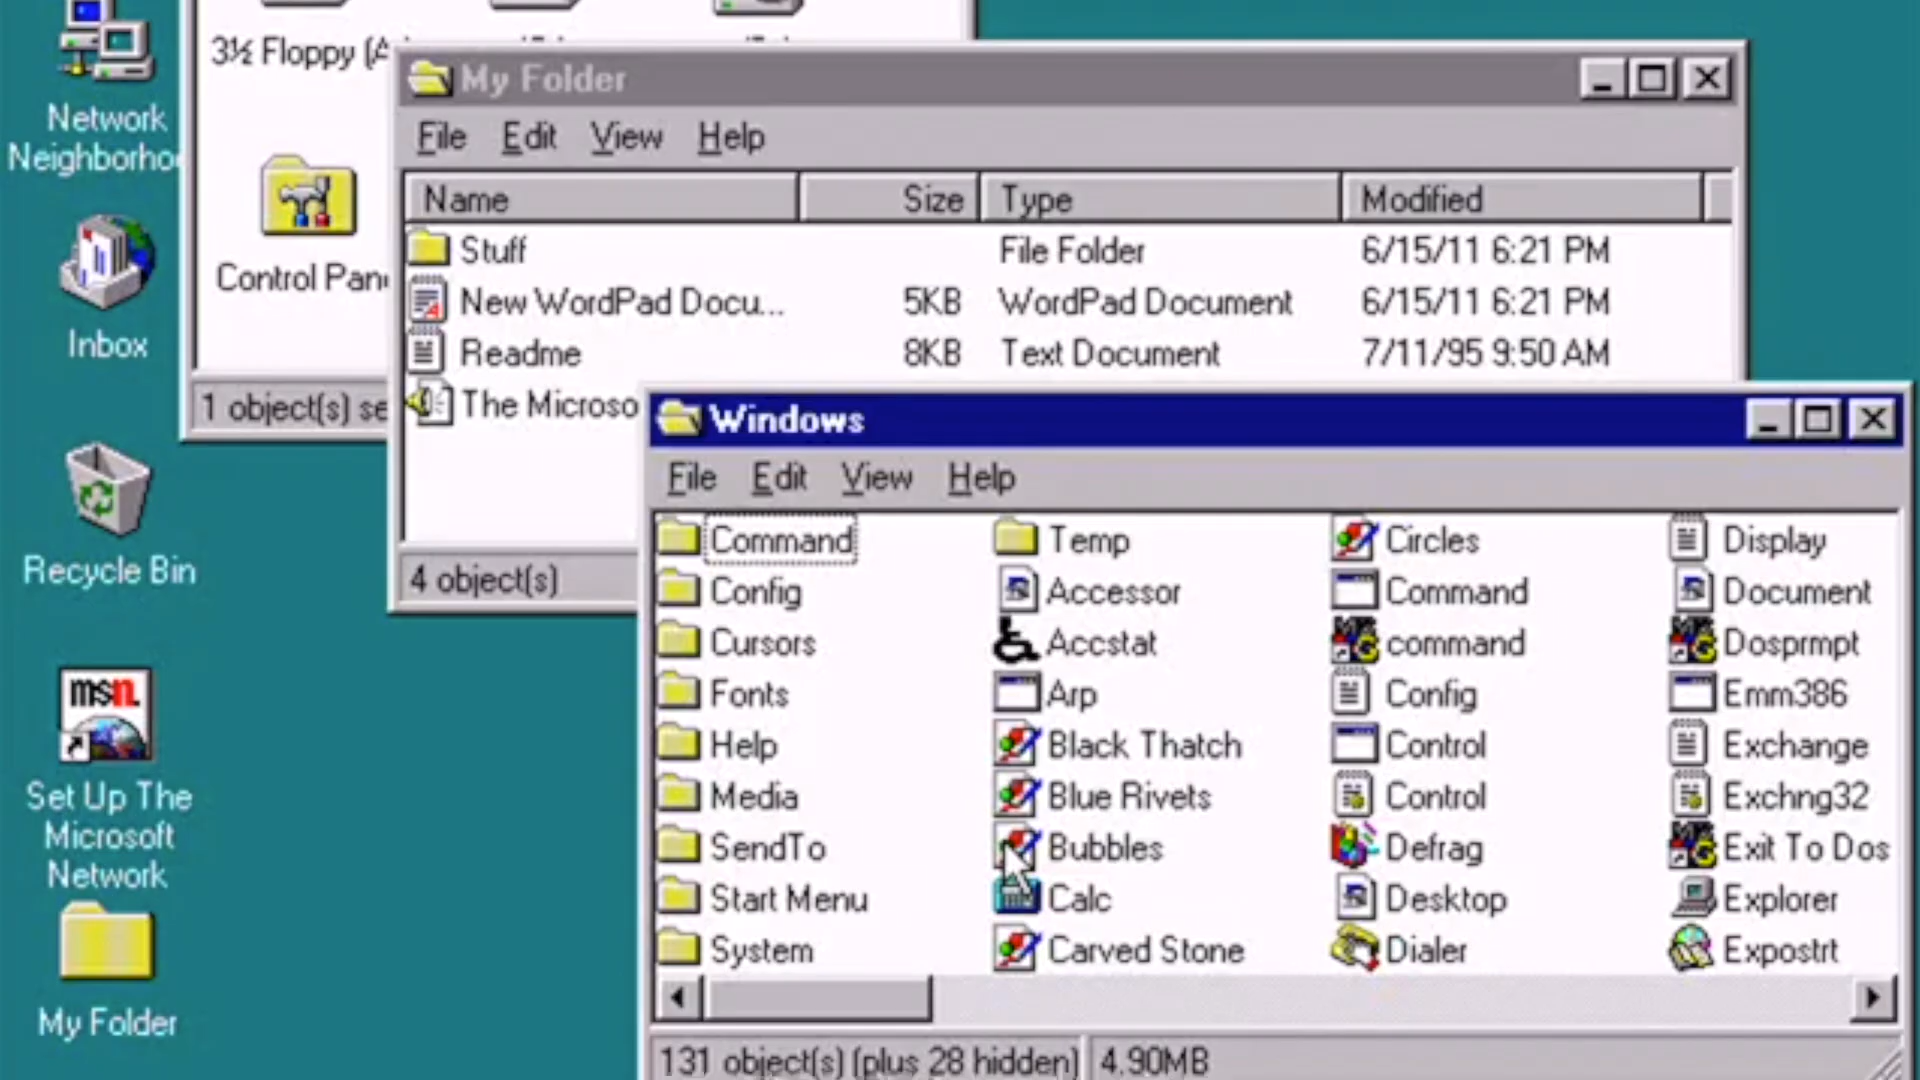 Network
Neighborhoo
Inbox
Recycle Bin
msn.
Set Up The
Microsoft
Network
My Folder
3½ Floppy (A
Control Pan
1 object(s) se
My Folder
File Edit View Help
Name Size Type Modified
Stuff File Folder 6/15/11 6:21 PM
New WordPad Docu... 5KB WordPad Document 6/15/11 6:21 PM
Readme 8KB Text Document 7/11/95 9:50 AM
The Microso
4 object(s)
Windows
File Edit View Help
Command Temp Circles Display
Config Accessor Command Document
Cursors Accstat command Dosprmpt
Fonts Arp Config Emm386
Help Black Thatch Control Exchange
Media Blue Rivets Control Exchng32
SendTo Bubbles Defrag Exit To Dos
Start Menu Calc Desktop Explorer
System Carved Stone Dialer Expostrt
131 object(s) (plus 28 hidden) 4.90MB